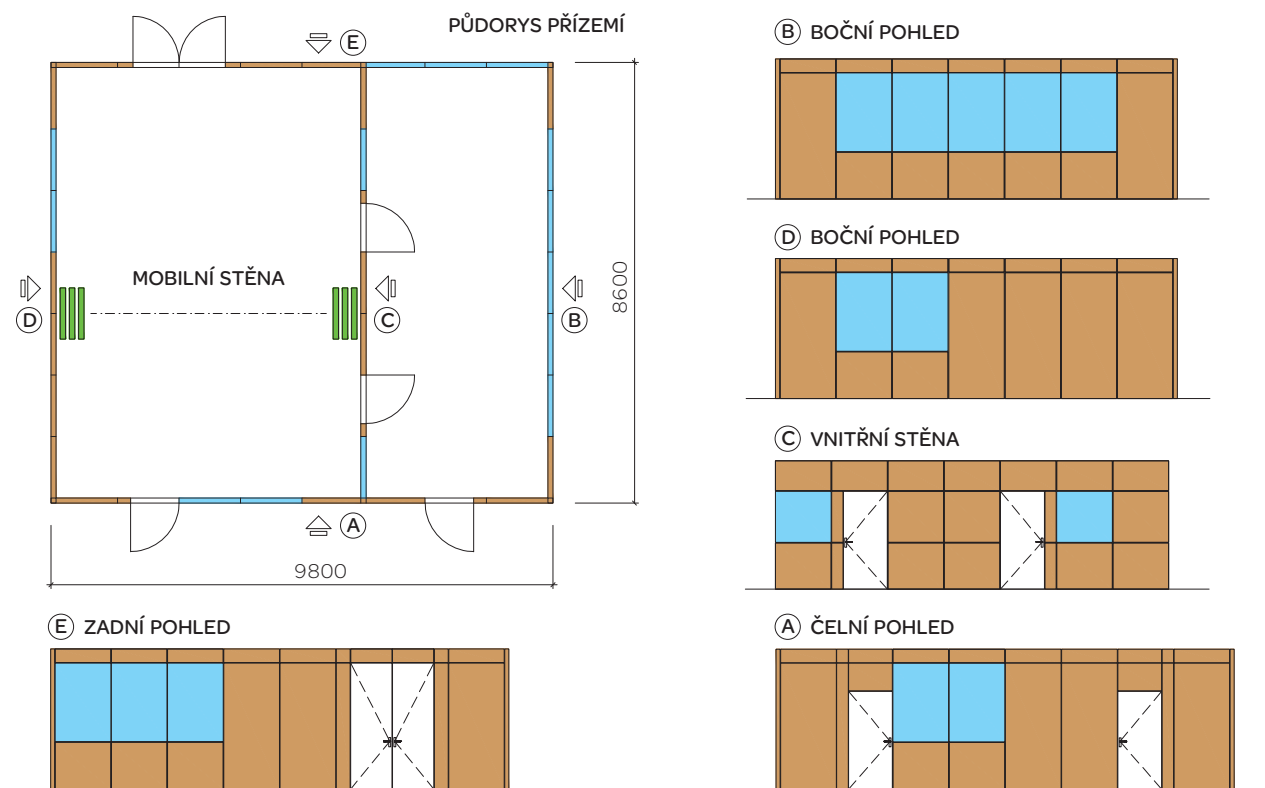 PŮDORYS PŘÍZEMÍ
E
MOBILNÍ STĚNA
D
C
B
8600
A
9800
B BOČNÍ POHLED
D BOČNÍ POHLED
C VNITŘNÍ STĚNA
E ZADNÍ POHLED
A ČELNÍ POHLED